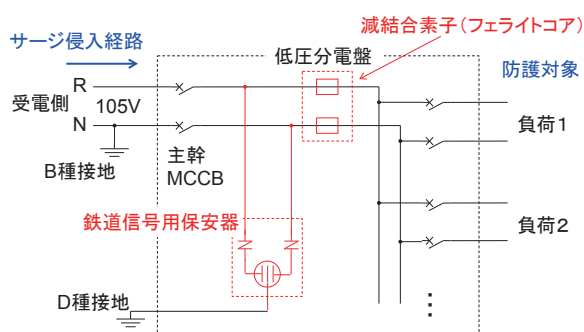 サージ侵入経路
減結合素子(フェライトコア)
低圧分電盤
防護対象
R
受電側
105V
N
負荷1
B種接地
主幹
MCCB
鉄道信号用保安器
負荷2
D種接地